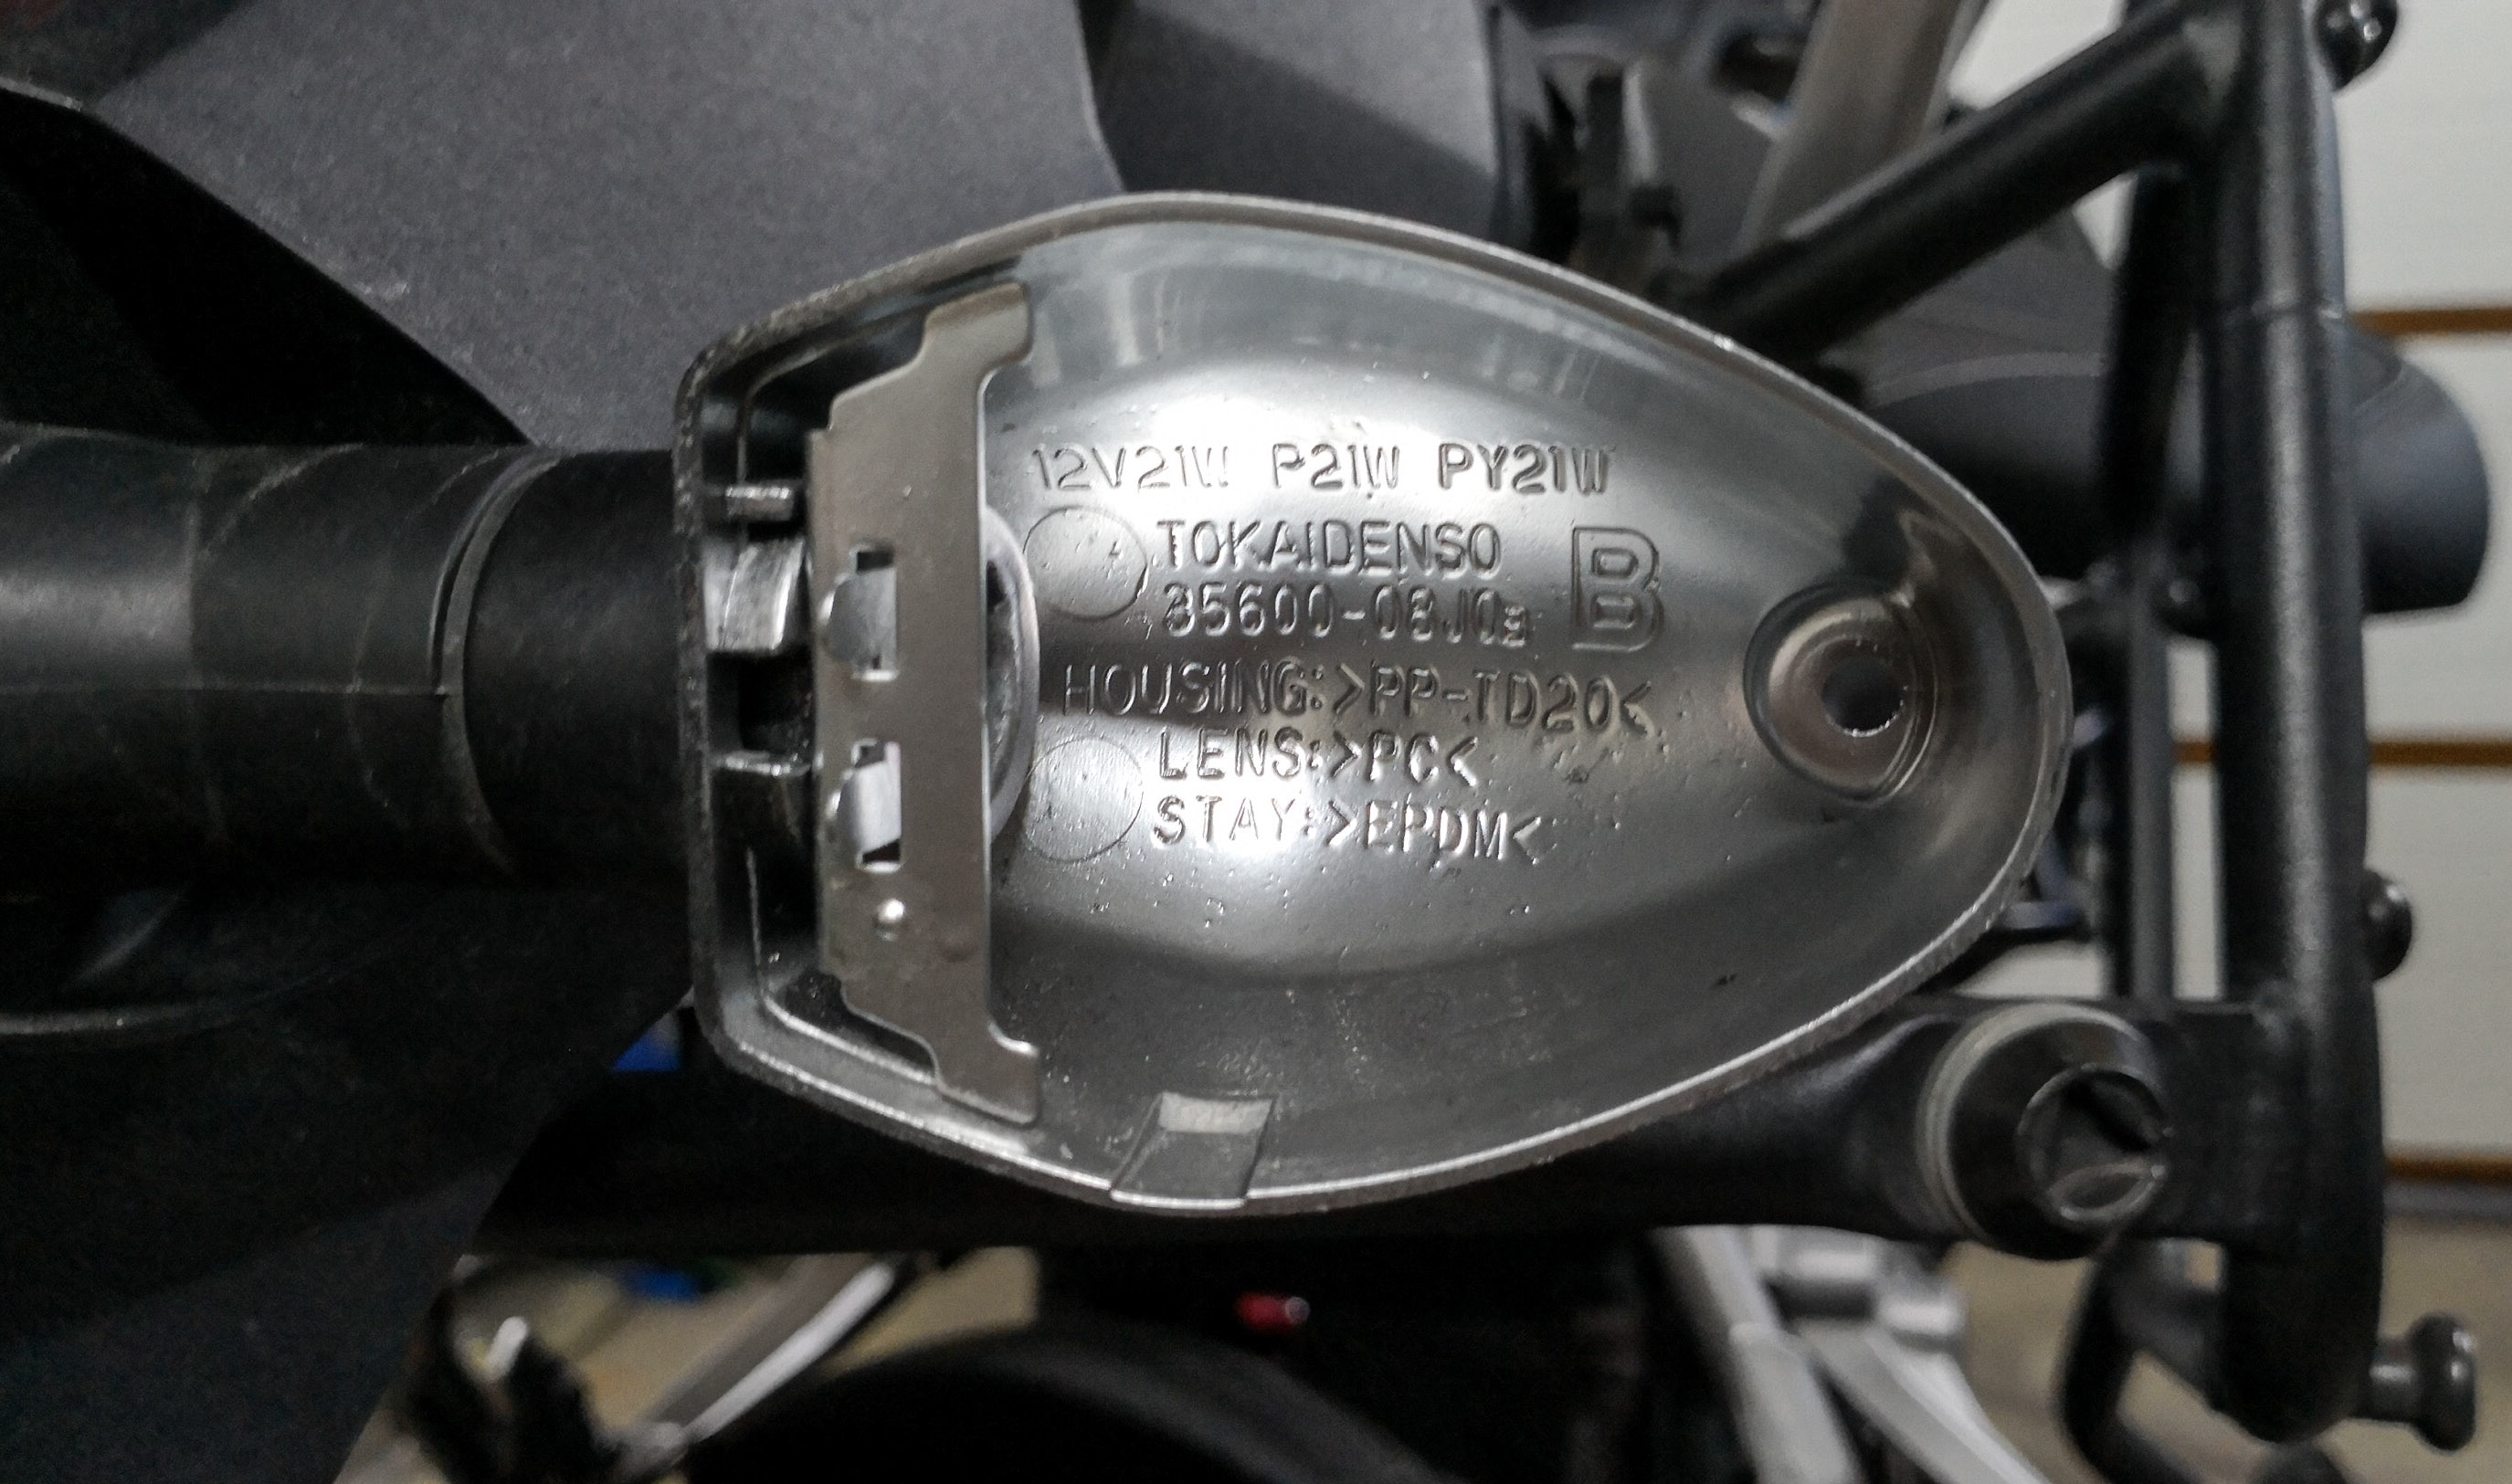 12V21W P21W PY21W
TOKAIDENSO
B
35600-08J0
HOUSING:>PP-TD20<
LENS:>PC<
STAY:>EPDM<